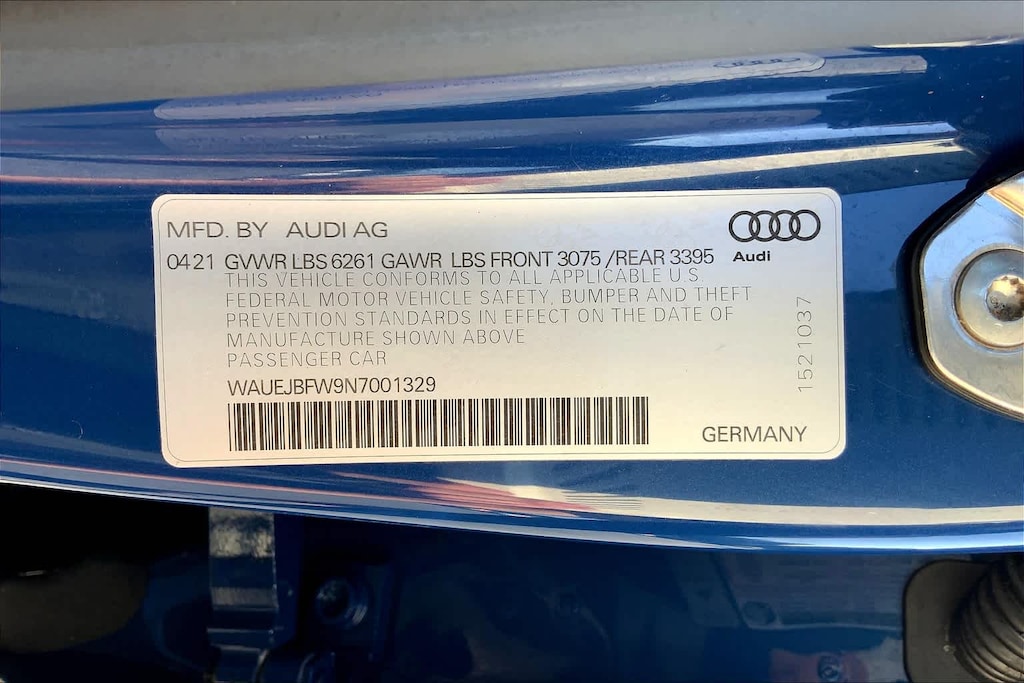 MFD. BY AUDI AG
0421 GVWR LBS 6261 GAWR LBS FRONT 3075 /REAR 3395
Audi
THIS VEHICLE CONFORMS TO ALL APPLICABLE U S
FEDERAL MOTOR VEHICLE SAFETY, BUMPER AND THEFT
PREVENTION STANDARDS IN EFFECT ON THE DATE OF
MANUFACTURE SHOWN ABOVE
PASSENGER CAR
WAUEJBFW9N7001329
1521037
GERMANY